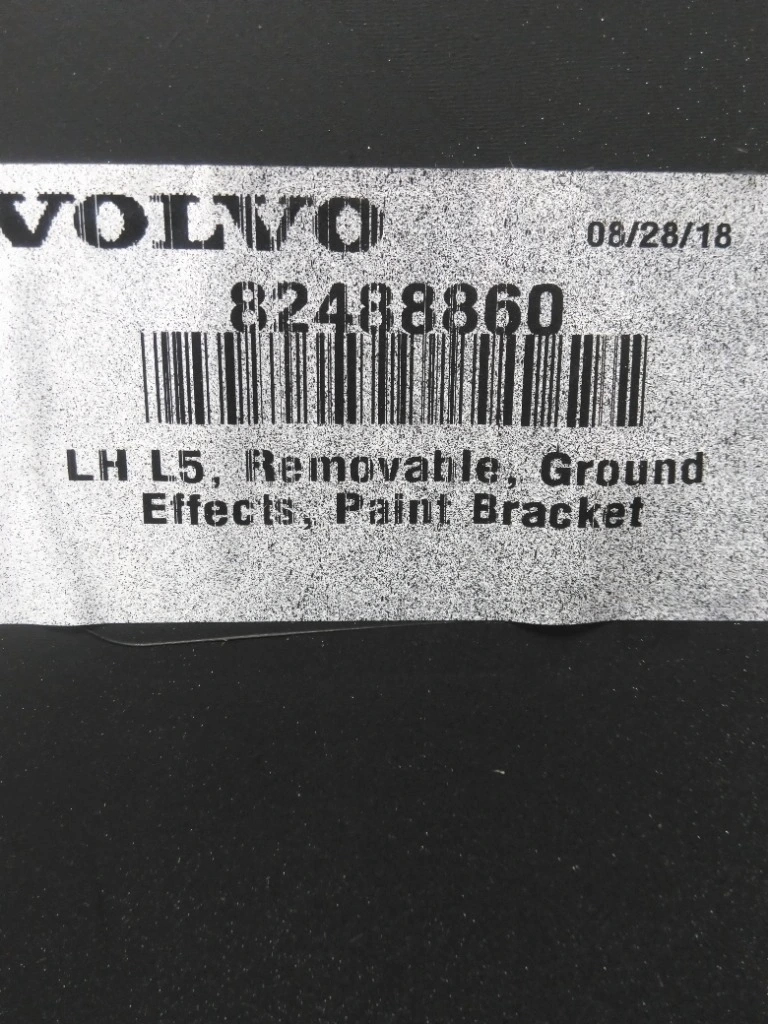 VOLVO 08/28/18
82488860
LH L5, Removable, Ground
Effects, Paint Bracket